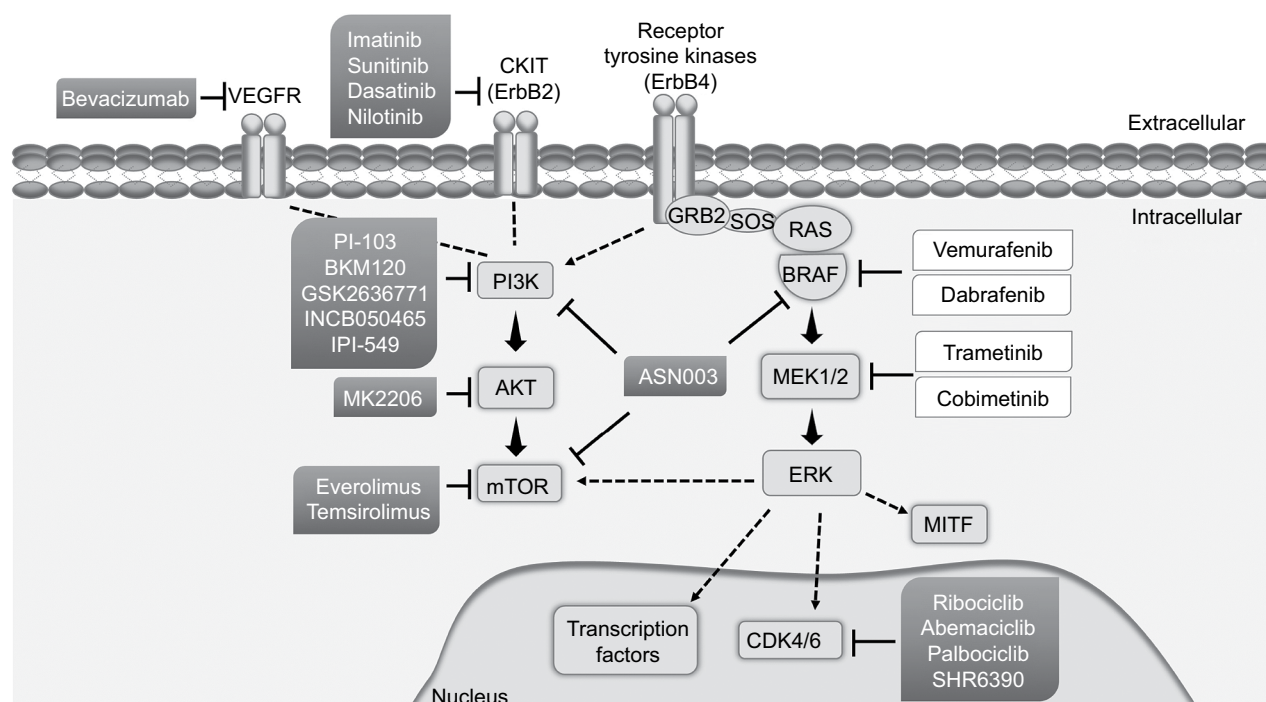 Receptor
tyrosine kinases
(ErbB4)
Imatinib
Sunitinib
Dasatinib
Nilotinib
CKIT
(ErbB2)
Bevacizumab
VEGFR
Extracellular
Intracellular
GRB2
SOS
RAS
BRAF
PI-103
BKM120
GSK2636771
INCB050465
IPI-549
PI3K
Vemurafenib
Dabrafenib
Trametinib
Cobimetinib
ASN003
MEK1/2
MK2206
AKT
Everolimus
Temsirolimus
mTOR
ERK
MITF
Transcription
factors
CDK4/6
Ribociclib
Abemaciclib
Palbociclib
SHR6390
Nucleus